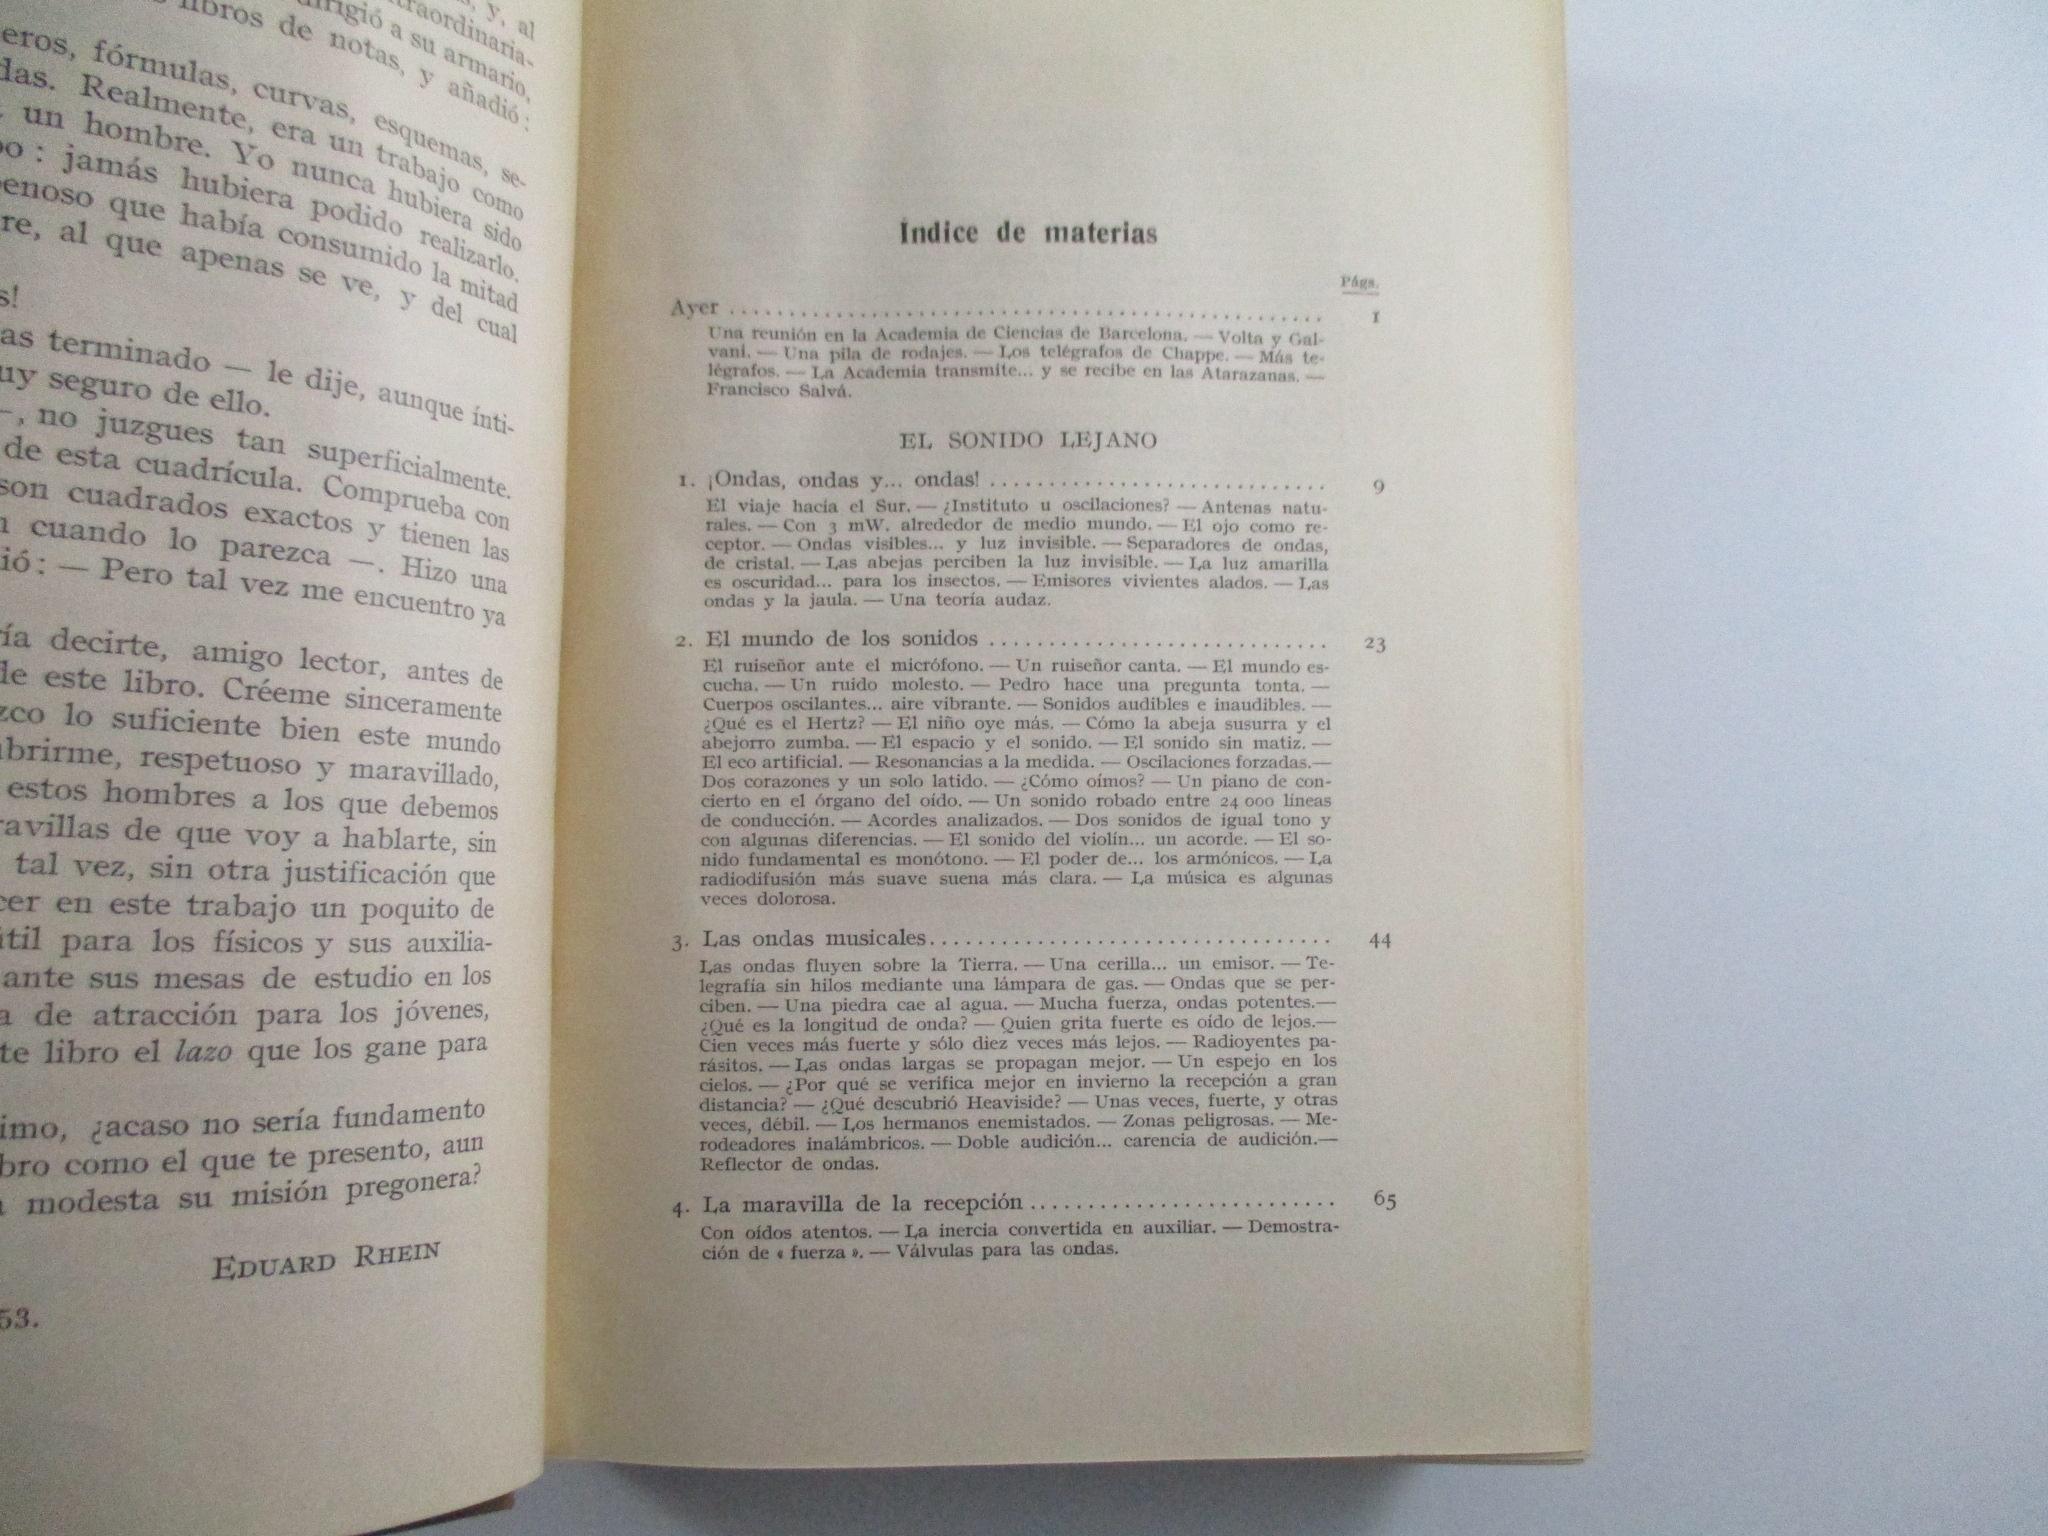 , y, al
traordinaria-
dirigió a su armario,
libros de notas, y añadió :
eros, fórmulas, curvas, esquemas, se-
das. Realmente, era un trabajo como
un hombre. Yo nunca hubiera sido
po : jamás hubiera podido realizarlo.
penoso que había consumido la mitad
re, al que apenas se ve, y del cual
s!
as terminado — le dije, aunque ínti-
uy seguro de ello.
—, no juzgues tan superficialmente.
de esta cuadrícula. Comprueba con
son cuadrados exactos y tienen las
n cuando lo parezca —. Hizo una
ió : — Pero tal vez me encuentro ya
ría decirte, amigo lector, antes de
de este libro. Créeme sinceramente
zco lo suficiente bien este mundo
ubrirme, respetuoso y maravillado,
estos hombres a los que debemos
ravillas de que voy a hablarte, sin
tal vez, sin otra justificación que
cer en este trabajo un poquito de
útil para los físicos y sus auxilia-
ante sus mesas de estudio en los
a de atracción para los jóvenes,
te libro el lazo que los gane para
imo, ¿acaso no sería fundamento
bro como el que te presento, aun
a modesta su misión pregonera?
EDUARD RHEIN
53.
Índice de materias
Págs.
Ayer ................................................ 1
Una reunión en la Academia de Ciencias de Barcelona. — Volta y Gal-
vani. — Una pila de rodajes. — Los telégrafos de Chappe. — Más te-
légrafos. — La Academia transmite... y se recibe en las Atarazanas. —
Francisco Salvá.
EL SONIDO LEJANO
1. ¡Ondas, ondas y... ondas! .............................. 9
El viaje hacia el Sur. — ¿Instituto u oscilaciones? — Antenas natu-
rales. — Con 3 mW. alrededor de medio mundo. — El ojo como re-
ceptor. — Ondas visibles... y luz invisible. — Separadores de ondas,
de cristal. — Las abejas perciben la luz invisible. — La luz amarilla
es oscuridad... para los insectos. — Emisores vivientes alados. — Las
ondas y la jaula. — Una teoría audaz.
2. El mundo de los sonidos .............................. 23
El ruiseñor ante el micrófono. — Un ruiseñor canta. — El mundo es-
cucha. — Un ruido molesto. — Pedro hace una pregunta tonta. —
Cuerpos oscilantes... aire vibrante. — Sonidos audibles e inaudibles. —
¿Qué es el Hertz? — El niño oye más. — Cómo la abeja susurra y el
abejorro zumba. — El espacio y el sonido. — El sonido sin matiz. —
El eco artificial. — Resonancias a la medida. — Oscilaciones forzadas.—
Dos corazones y un solo latido. — ¿Cómo oímos? — Un piano de con-
cierto en el órgano del oído. — Un sonido robado entre 24 000 líneas
de conducción. — Acordes analizados. — Dos sonidos de igual tono y
con algunas diferencias. — El sonido del violín... un acorde. — El so-
nido fundamental es monótono. — El poder de... los armónicos. — La
radiodifusión más suave suena más clara. — La música es algunas
veces dolorosa.
3. Las ondas musicales................................... 44
Las ondas fluyen sobre la Tierra. — Una cerilla... un emisor. — Te-
legrafía sin hilos mediante una lámpara de gas. — Ondas que se per-
ciben. — Una piedra cae al agua. — Mucha fuerza, ondas potentes.—
¿Qué es la longitud de onda? — Quien grita fuerte es oído de lejos.—
Cien veces más fuerte y sólo diez veces más lejos. — Radioyentes pa-
rásitos. — Las ondas largas se propagan mejor. — Un espejo en los
cielos. — ¿Por qué se verifica mejor en invierno la recepción a gran
distancia? — ¿Qué descubrió Heaviside? — Unas veces, fuerte, y otras
veces, débil. — Los hermanos enemistados. — Zonas peligrosas. — Me-
rodeadores inalámbricos. — Doble audición... carencia de audición.—
Reflector de ondas.
4. La maravilla de la recepción .......................... 65
Con oídos atentos. — La inercia convertida en auxiliar. — Demostra-
ción de « fuerza ». — Válvulas para las ondas.